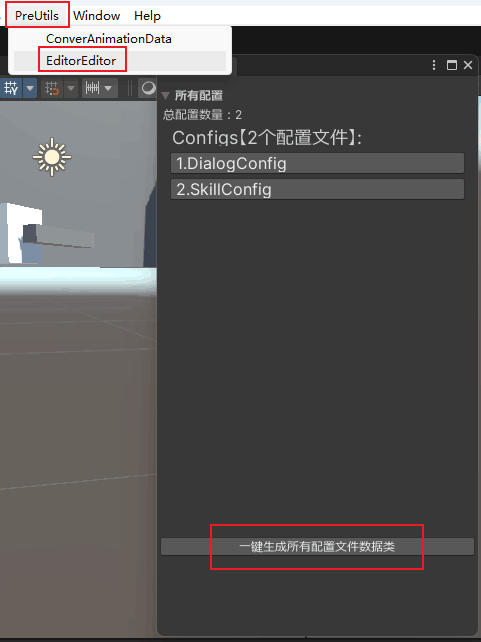 PreUtils Window Help
ConverAnimationData
EditorEditor
所有配置
总配置数量：2
Configs【2个配置文件】:
1.DialogConfig
2.SkillConfig
一键生成所有配置文件数据类